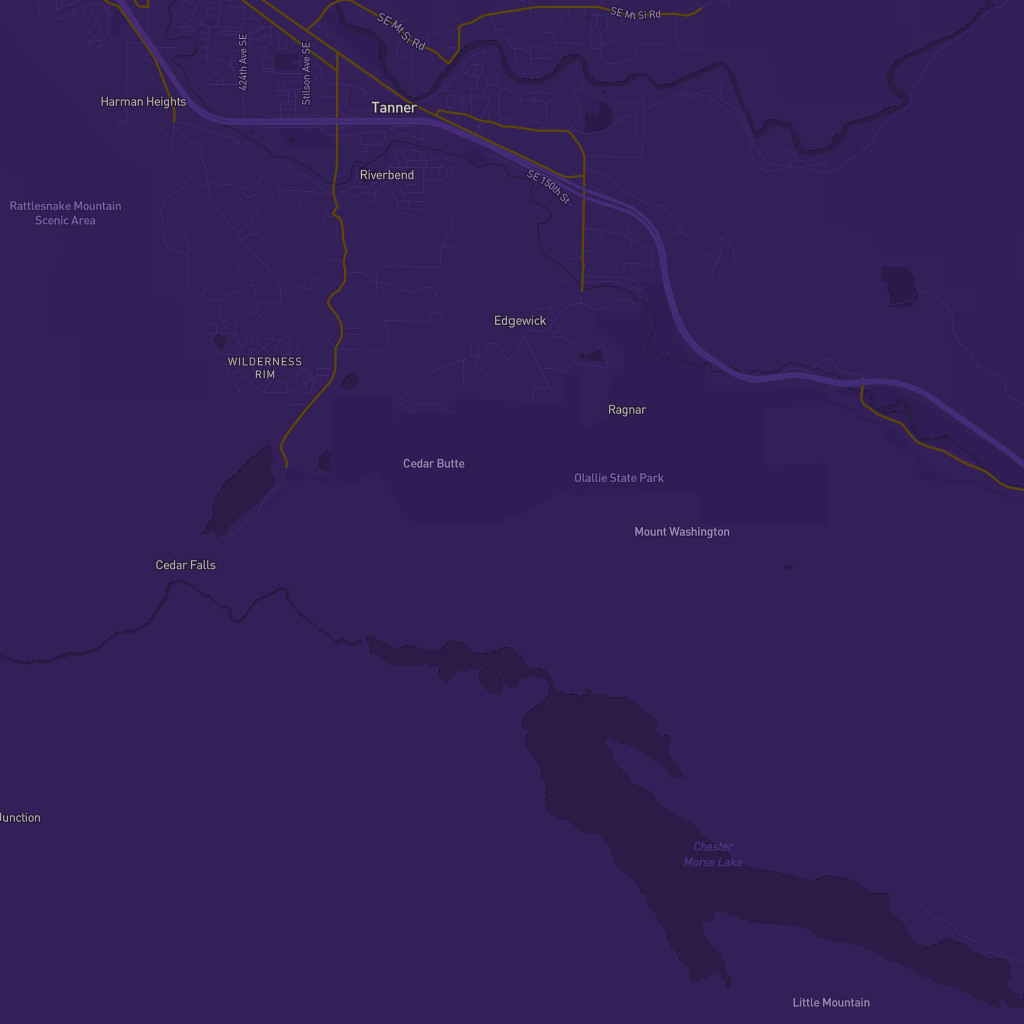 SE Mt Si Rd
SE Mt Si Rd
424th Ave SE
Stilson Ave SE
Harman Heights
Tanner
Riverbend
SE 150th St
Rattlesnake Mountain
Scenic Area
Edgewick
WILDERNESS
RIM
Ragnar
Cedar Butte
Olallie State Park
Mount Washington
Cedar Falls
Junction
Chester
Morse Lake
Little Mountain